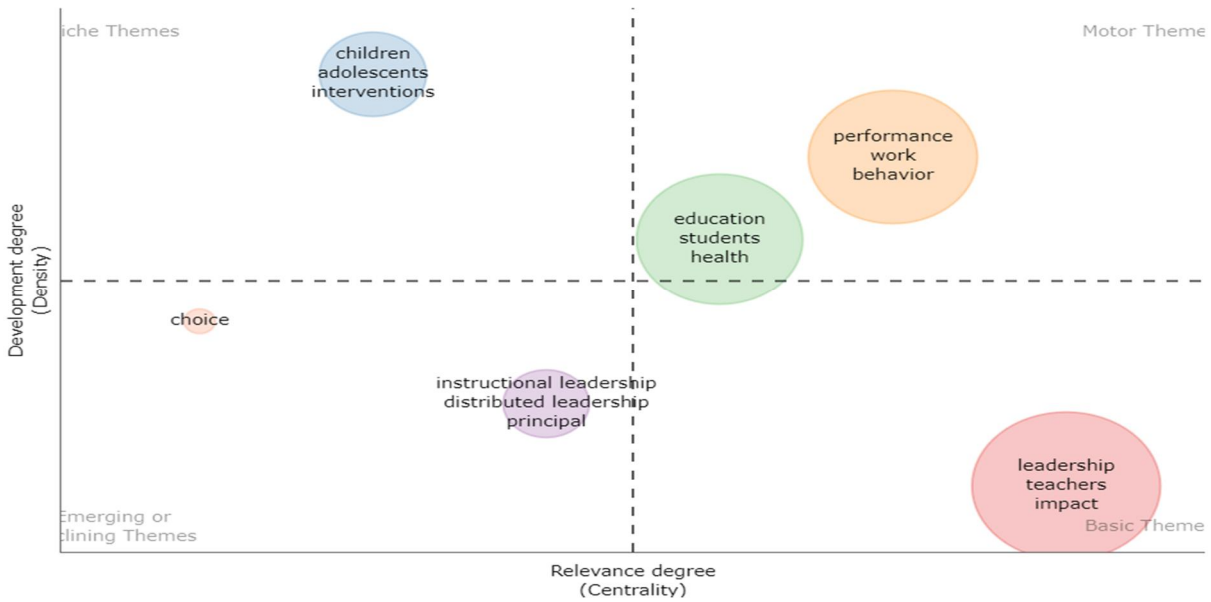 iche Themes
Motor Theme
children
adolescents
interventions
performance
work
behavior
education
students
health
Development degree
(Density)
choice
instructional leadership
distributed leadership
principal
leadership
teachers
impact
Emerging or
clining Themes
Basic Theme
Relevance degree
(Centrality)